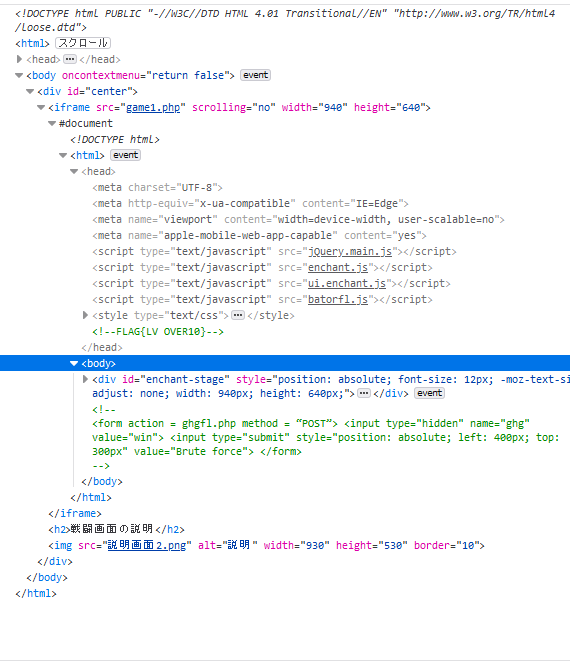 <!DOCTYPE html PUBLIC "-//W3C//DTD HTML 4.01 Transitional//EN" "http://www.w3.org/TR/html4
/loose.dtd">
<html> スクロール
<head> ••• </head>
<body oncontextmenu="return false"> event
<div id="center">
<iframe src="game1.php" scrolling="no" width="940" height="640">
#document
<!DOCTYPE html>
<html> event
<head>
<meta charset="UTF-8">
<meta http-equiv="x-ua-compatible" content="IE=Edge">
<meta name="viewport" content="width=device-width, user-scalable=no">
<meta name="apple-mobile-web-app-capable" content="yes">
<script type="text/javascript" src="jQuery.main.js"></script>
<script type="text/javascript" src="enchant.js"></script>
<script type="text/javascript" src="ui.enchant.js"></script>
<script type="text/javascript" src="batorfl.js"></script>
<style type="text/css"> ••• </style>
<!--FLAG{LV OVER10}-->
</head>
<body>
<div id="enchant-stage" style="position: absolute; font-size: 12px; -moz-text-si
adjust: none; width: 940px; height: 640px;"> ••• </div> event
<!--
<form action = ghgfl.php method = “POST”> <input type="hidden" name="ghg"
value="win"> <input type="submit" style="position: absolute; left: 400px; top:
300px" value="Brute force"> </form>
-->
</body>
</html>
</iframe>
<h2>戦闘画面の説明</h2>
<img src="説明画面2.png" alt="説明" width="930" height="530" border="10">
</div>
</body>
</html>